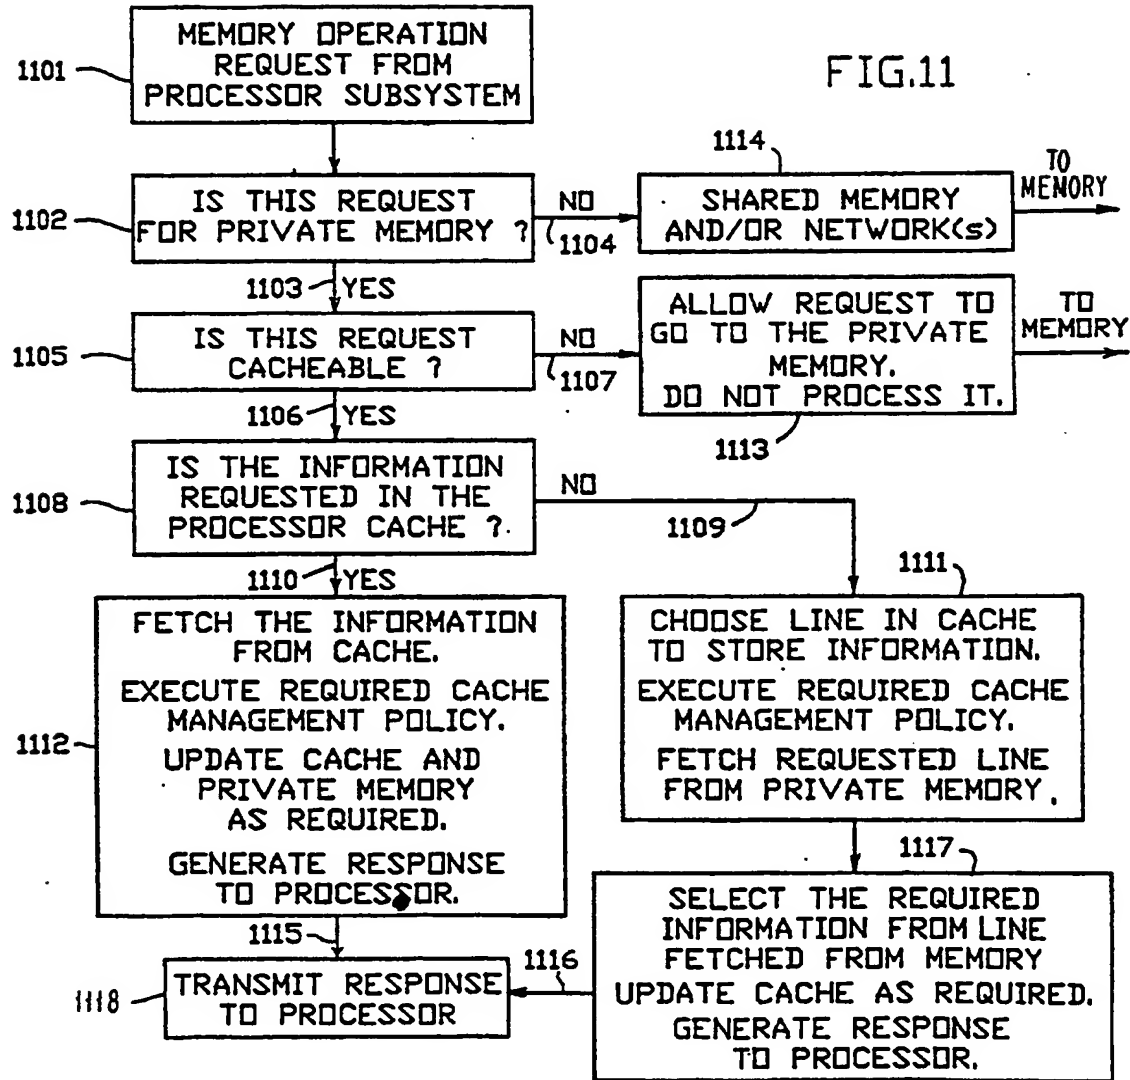 FIG.11
1101
MEMORY OPERATION
REQUEST FROM
PROCESSOR SUBSYSTEM
1102
IS THIS REQUEST
FOR PRIVATE MEMORY ?
NO
1104
1114
SHARED MEMORY
AND/OR NETWORK(s)
TO
MEMORY
1103
YES
1105
IS THIS REQUEST
CACHEABLE ?
NO
1107
ALLOW REQUEST TO
GO TO THE PRIVATE
MEMORY.
DO NOT PROCESS IT.
1113
TO
MEMORY
1106
YES
1108
IS THE INFORMATION
REQUESTED IN THE
PROCESSOR CACHE ?
NO
1109
1110
YES
1112
FETCH THE INFORMATION
FROM CACHE.
EXECUTE REQUIRED CACHE
MANAGEMENT POLICY.
UPDATE CACHE AND
PRIVATE MEMORY
AS REQUIRED.
GENERATE RESPONSE
TO PROCESSOR.
1111
CHOOSE LINE IN CACHE
TO STORE INFORMATION.
EXECUTE REQUIRED CACHE
MANAGEMENT POLICY.
FETCH REQUESTED LINE
FROM PRIVATE MEMORY.
1117
SELECT THE REQUIRED
INFORMATION FROM LINE
FETCHED FROM MEMORY
UPDATE CACHE AS REQUIRED.
GENERATE RESPONSE
TO PROCESSOR.
1115
1116
1118
TRANSMIT RESPONSE
TO PROCESSOR